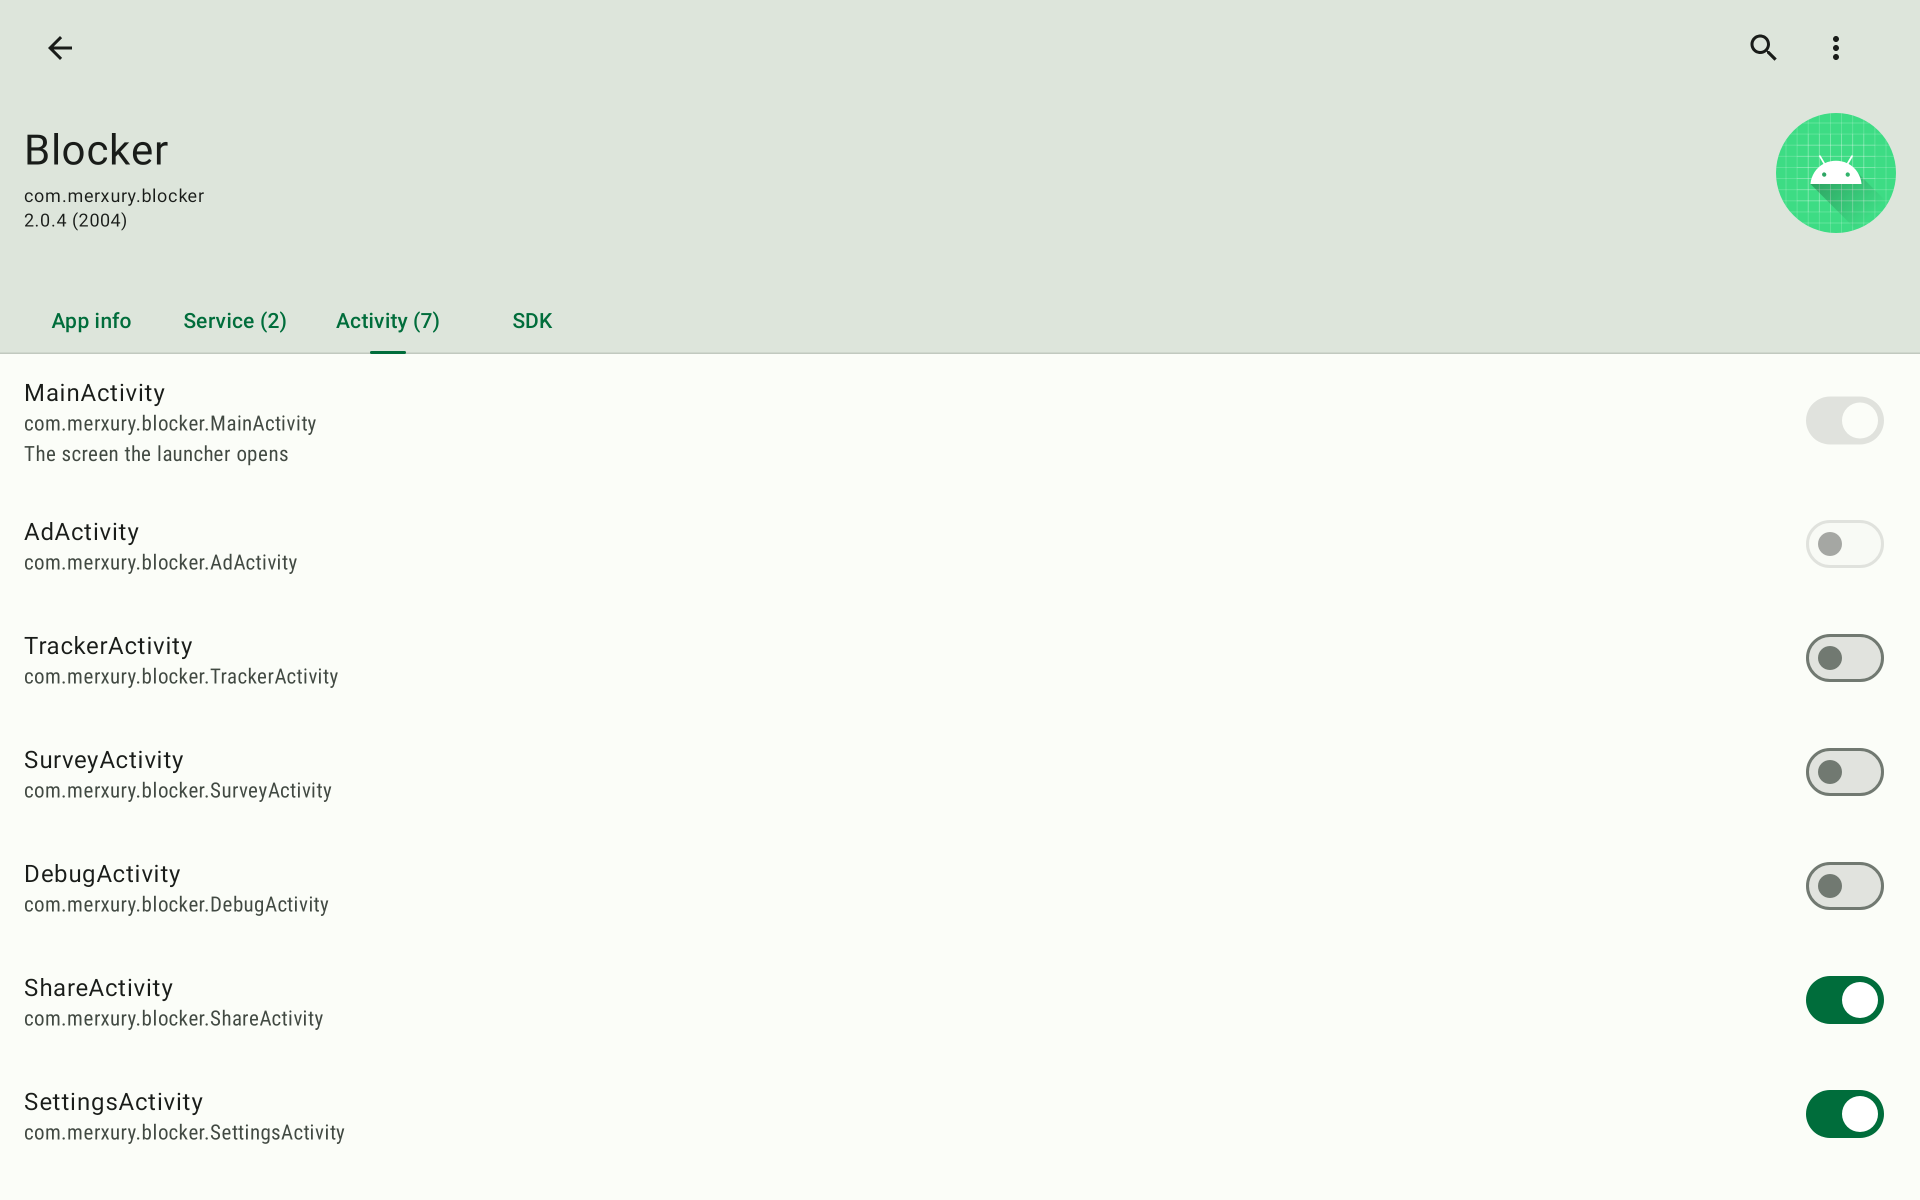 Blocker
com.merxury.blocker
2.0.4 (2004)
App info
Service (2)
Activity (7)
SDK
MainActivity
com.merxury.blocker.MainActivity
The screen the launcher opens
AdActivity
com.merxury.blocker.AdActivity
TrackerActivity
com.merxury.blocker.TrackerActivity
SurveyActivity
com.merxury.blocker.SurveyActivity
DebugActivity
com.merxury.blocker.DebugActivity
ShareActivity
com.merxury.blocker.ShareActivity
SettingsActivity
com.merxury.blocker.SettingsActivity